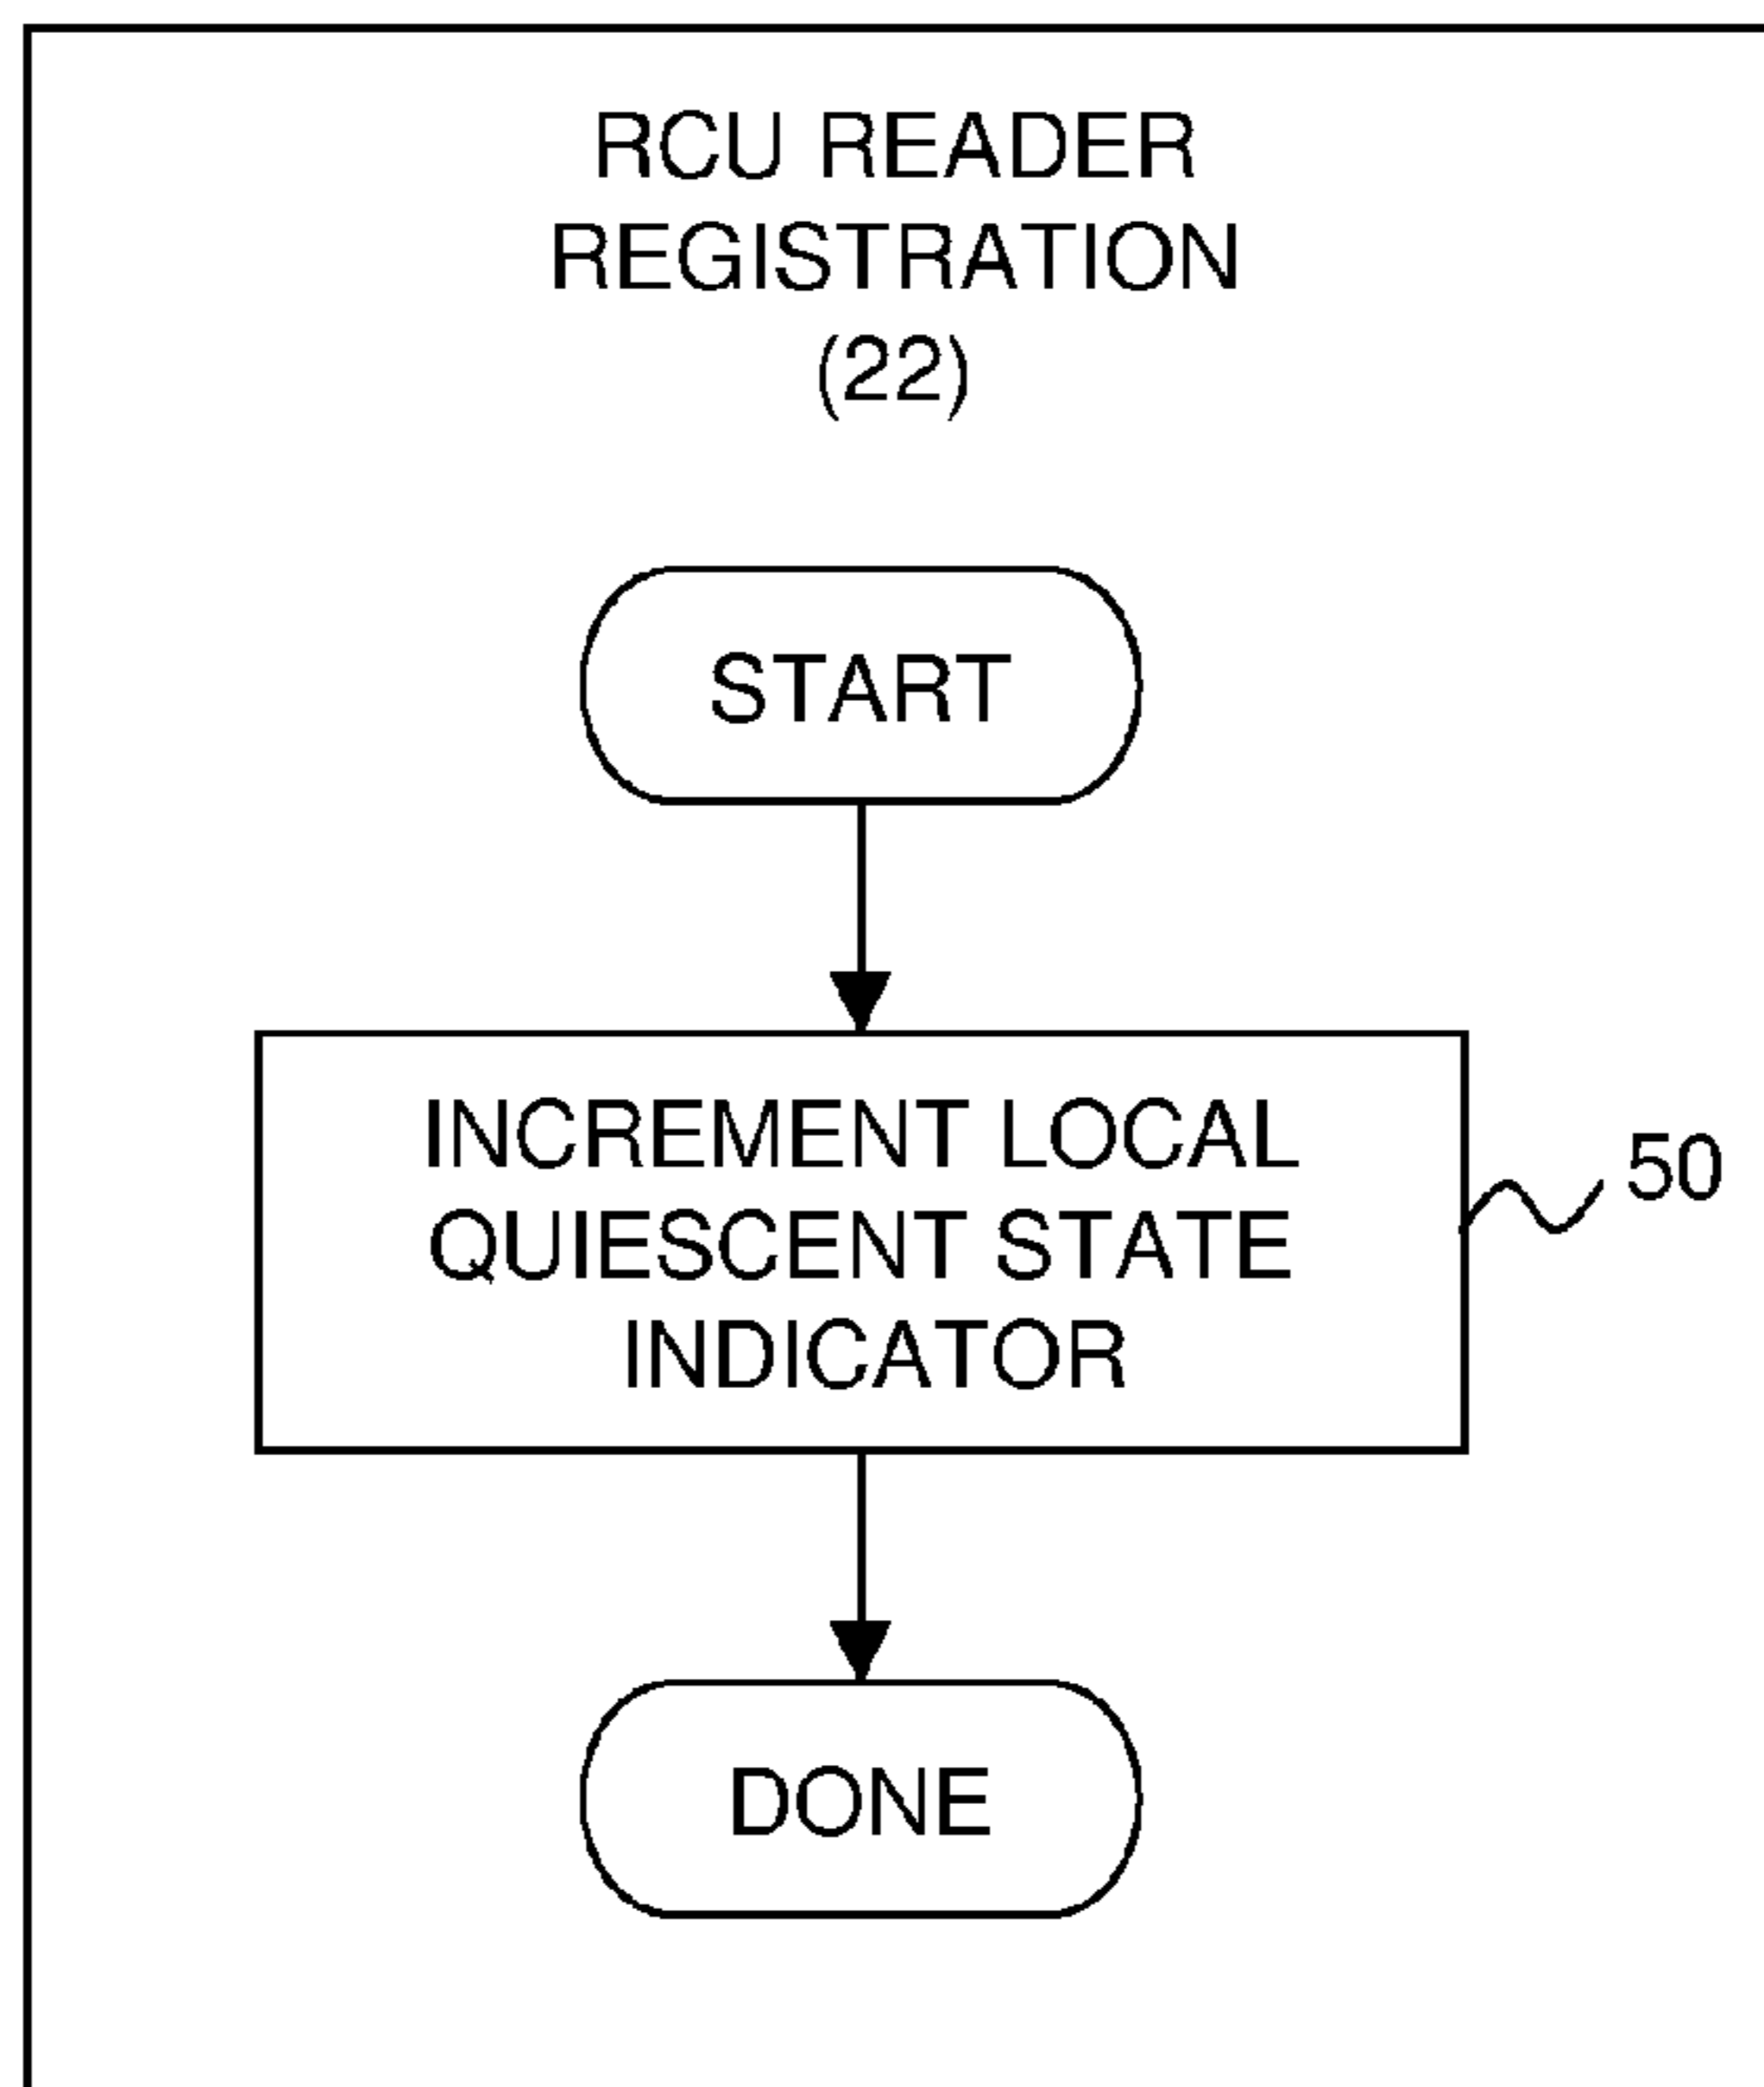 RCU READER
REGISTRATION
(22)
START
INCREMENT LOCAL
QUIESCENT STATE
INDICATOR
50
DONE